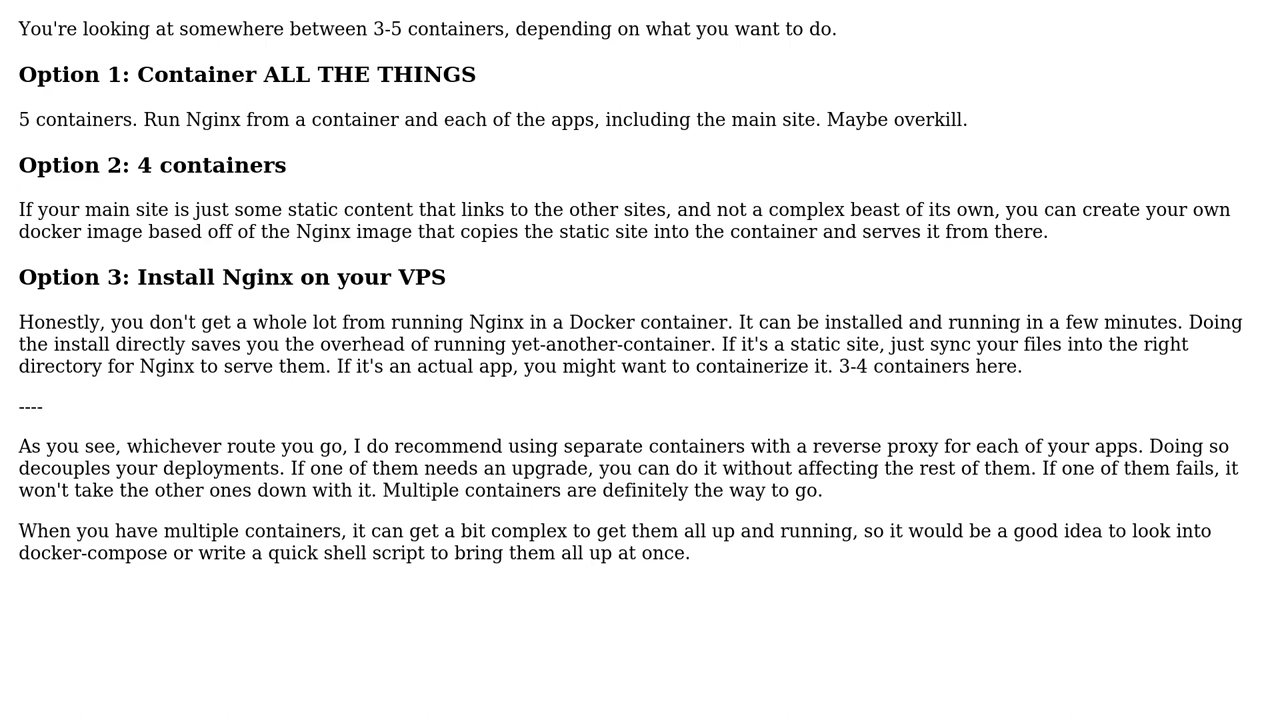 You're looking at somewhere between 3-5 containers, depending on what you want to do.
Option 1: Container ALL THE THINGS
5 containers. Run Nginx from a container and each of the apps, including the main site. Maybe overkill.
Option 2: 4 containers
If your main site is just some static content that links to the other sites, and not a complex beast of its own, you can create your own
docker image based off of the Nginx image that copies the static site into the container and serves it from there.
Option 3: Install Nginx on your VPS
Honestly, you don't get a whole lot from running Nginx in a Docker container. It can be installed and running in a few minutes. Doing
the install directly saves you the overhead of running yet-another-container. If it's a static site, just sync your files into the right
directory for Nginx to serve them. If it's an actual app, you might want to containerize it. 3-4 containers here.
----
As you see, whichever route you go, I do recommend using separate containers with a reverse proxy for each of your apps. Doing so
decouples your deployments. If one of them needs an upgrade, you can do it without affecting the rest of them. If one of them fails, it
won't take the other ones down with it. Multiple containers are definitely the way to go.
When you have multiple containers, it can get a bit complex to get them all up and running, so it would be a good idea to look into
docker-compose or write a quick shell script to bring them all up at once.